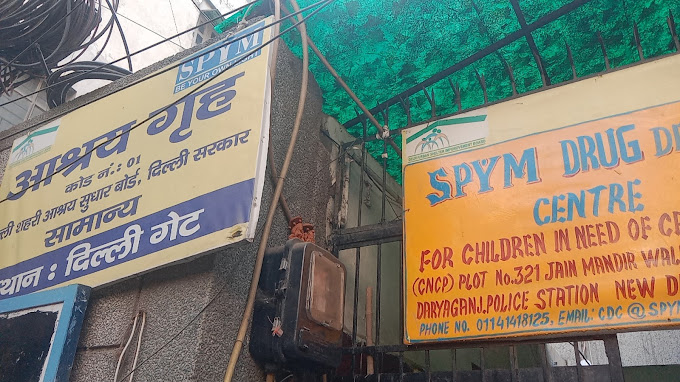 SPYM
BE YOUR OWN
आश्रय गृह
कोड नं.: 01
शहरी आश्रय सुधार बोर्ड, दिल्ली सरकार
सामान्य
दिल्ली गेट
SPYM DRUG
CENTRE
FOR CHILDREN IN NEED OF
(CNCP) PLOT No.321 JAIN MANDIR
DARYAGANJ.POLICE STATION NEW
PHONE NO. 01141418125, EMAIL: CDC @